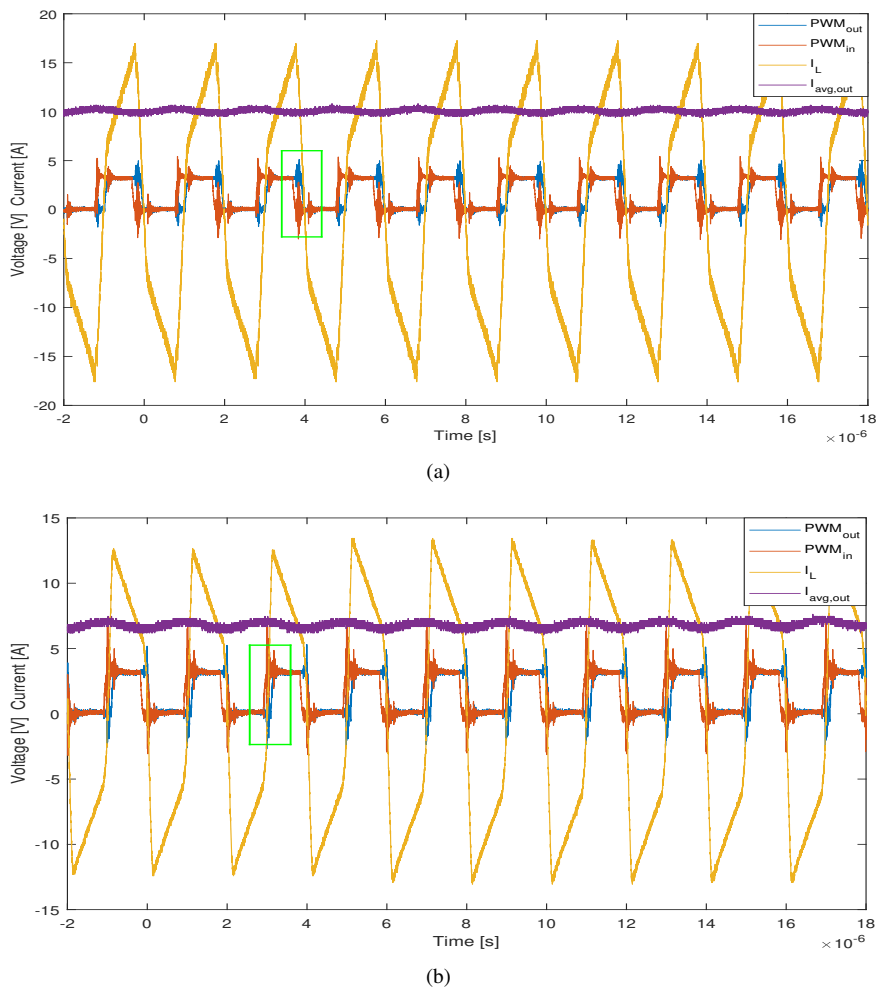 20
15
10
5
0
-5
-10
-15
-20
Voltage [V] Current [A]
PWM_out
PWM_in
I_L
I_avg,out
-2 0 2 4 6 8 10 12 14 16 18
Time [s]
× 10^-6
(a)
15
10
5
0
-5
-10
-15
Voltage [V] Current [A]
PWM_out
PWM_in
I_L
I_avg,out
-2 0 2 4 6 8 10 12 14 16 18
Time [s]
× 10^-6
(b)